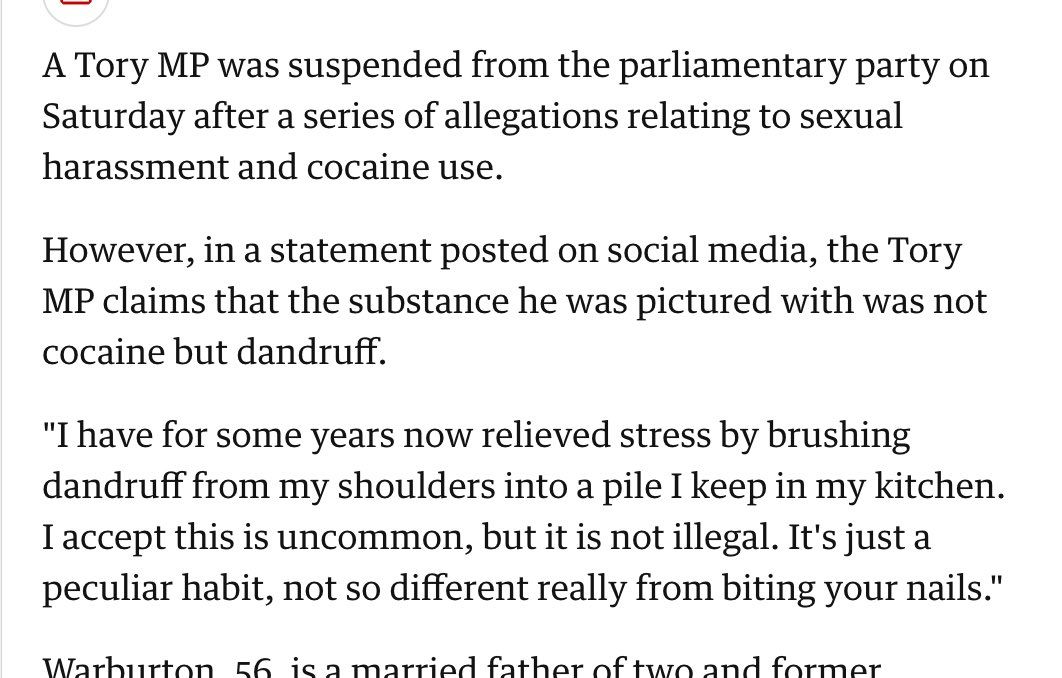 A Tory MP was suspended from the parliamentary party on
Saturday after a series of allegations relating to sexual
harassment and cocaine use.
However, in a statement posted on social media, the Tory
MP claims that the substance he was pictured with was not
cocaine but dandruff.
"I have for some years now relieved stress by brushing
dandruff from my shoulders into a pile I keep in my kitchen.
I accept this is uncommon, but it is not illegal. It's just a
peculiar habit, not so different really from biting your nails."
Warburton, 56, is a married father of two and former